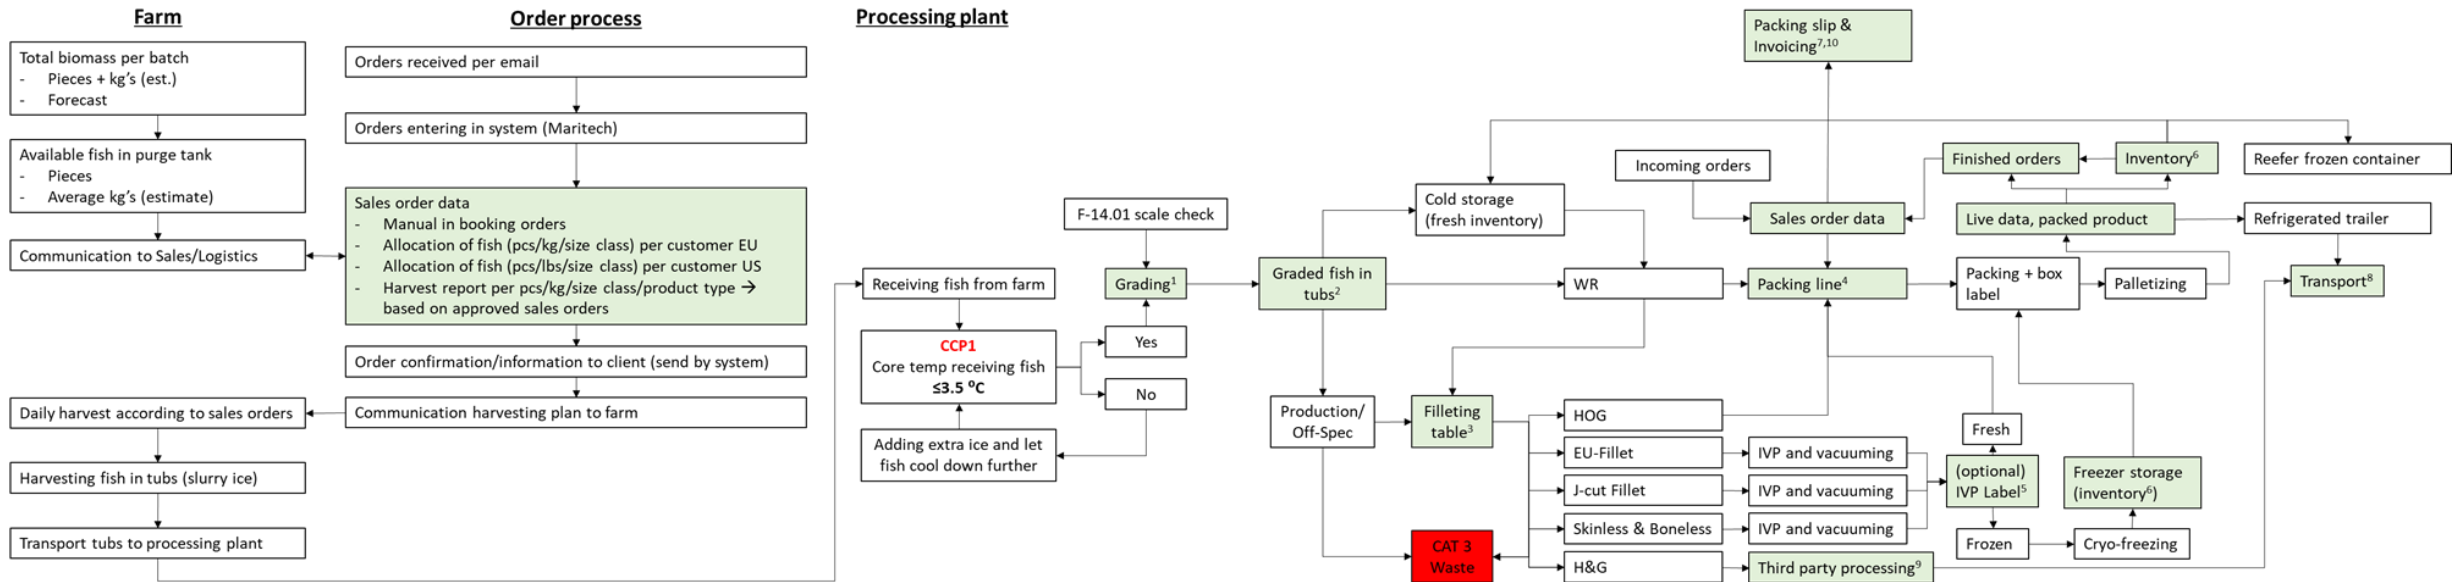 Farm
Total biomass per batch
- Pieces + kg's (est.)
- Forecast
Available fish in purge tank
- Pieces
- Average kg's (estimate)
Communication to Sales/Logistics
Daily harvest according to sales orders
Harvesting fish in tubs (slurry ice)
Transport tubs to processing plant
Order process
Orders received per email
Orders entering in system (Maritech)
Sales order data
- Manual in booking orders
- Allocation of fish (pcs/kg/size class) per customer EU
- Allocation of fish (pcs/lbs/size class) per customer US
- Harvest report per pcs/kg/size class/product type →
based on approved sales orders
Order confirmation/information to client (send by system)
Communication harvesting plan to farm
Processing plant
Receiving fish from farm
CCP1
Core temp receiving fish
≤3.5 ⁰C
Adding extra ice and let
fish cool down further
F-14.01 scale check
Grading¹
Yes
No
Graded fish in
tubs²
Production/
Off-Spec
Cold storage
(fresh inventory)
Filleting
table³
CAT 3
Waste
WR
HOG
EU-Fillet
J-cut Fillet
Skinless & Boneless
H&G
Packing slip &
Invoicing⁷,¹⁰
Incoming orders
Sales order data
Packing line⁴
IVP and vacuuming
IVP and vacuuming
IVP and vacuuming
Third party processing⁹
Finished orders
Inventory⁶
Reefer frozen container
Live data, packed product
Refrigerated trailer
Packing + box
label
Palletizing
Transport⁸
Fresh
(optional)
IVP Label⁵
Frozen
Freezer storage
(inventory⁶)
Cryo-freezing